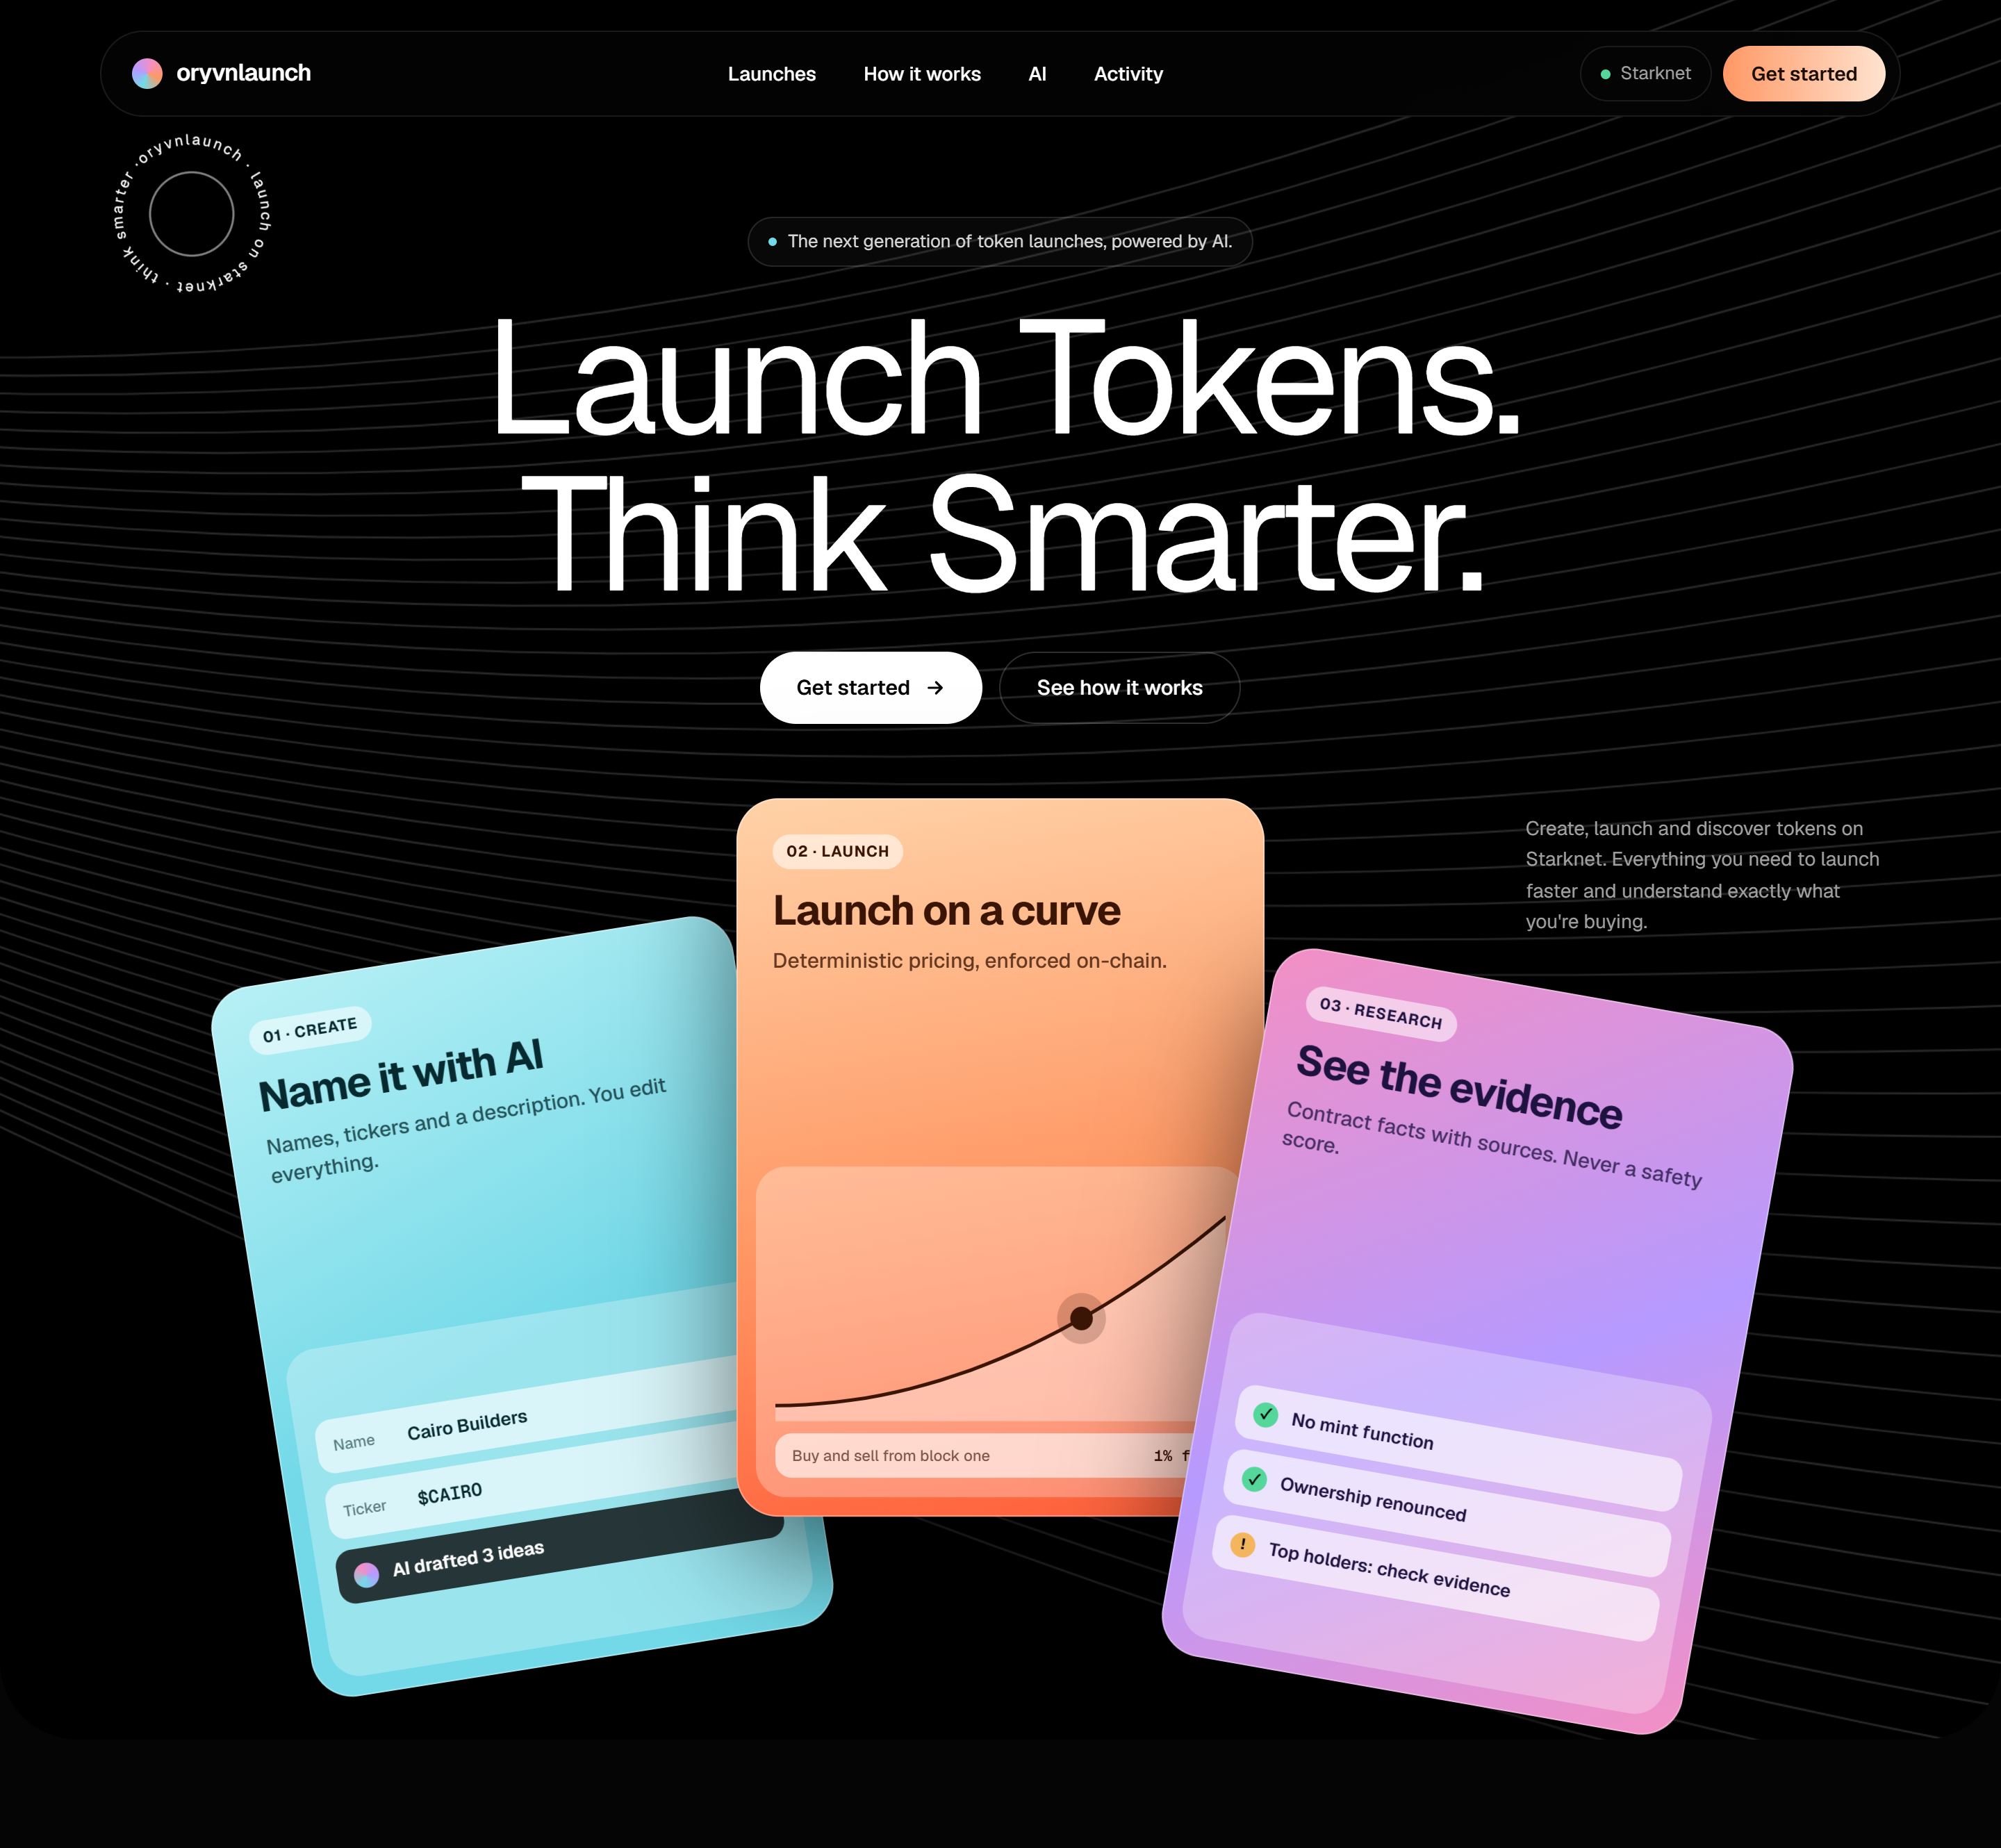 oryvnlaunch
Launches
How it works
AI
Activity
Starknet
Get started
oryvnlaunch · launch on starknet · think smarter ·
The next generation of token launches, powered by AI.
Launch Tokens.
Think Smarter.
Get started →
See how it works
Create, launch and discover tokens on
Starknet. Everything you need to launch
faster and understand exactly what
you're buying.
01 · CREATE
Name it with AI
Names, tickers and a description. You edit
everything.
Name Cairo Builders
Ticker $CAIRO
AI drafted 3 ideas
02 · LAUNCH
Launch on a curve
Deterministic pricing, enforced on-chain.
Buy and sell from block one
1%
03 · RESEARCH
See the evidence
Contract facts with sources. Never a safety
score.
No mint function
Ownership renounced
! Top holders: check evidence